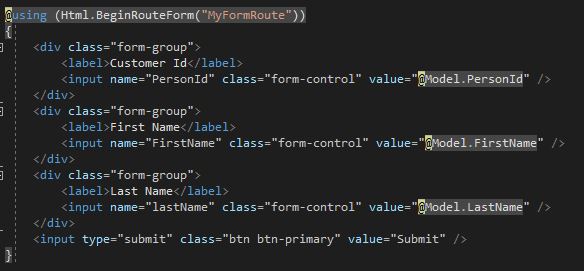 @using (Html.BeginRouteForm("MyFormRoute"))
{
<div class="form-group">
<label>Customer Id</label>
<input name="PersonId" class="form-control" value="@Model.PersonId" />
</div>
<div class="form-group">
<label>First Name</label>
<input name="FirstName" class="form-control" value="@Model.FirstName" />
</div>
<div class="form-group">
<label>Last Name</label>
<input name="lastName" class="form-control" value="@Model.LastName" />
</div>
<input type="submit" class="btn btn-primary" value="Submit" />
}